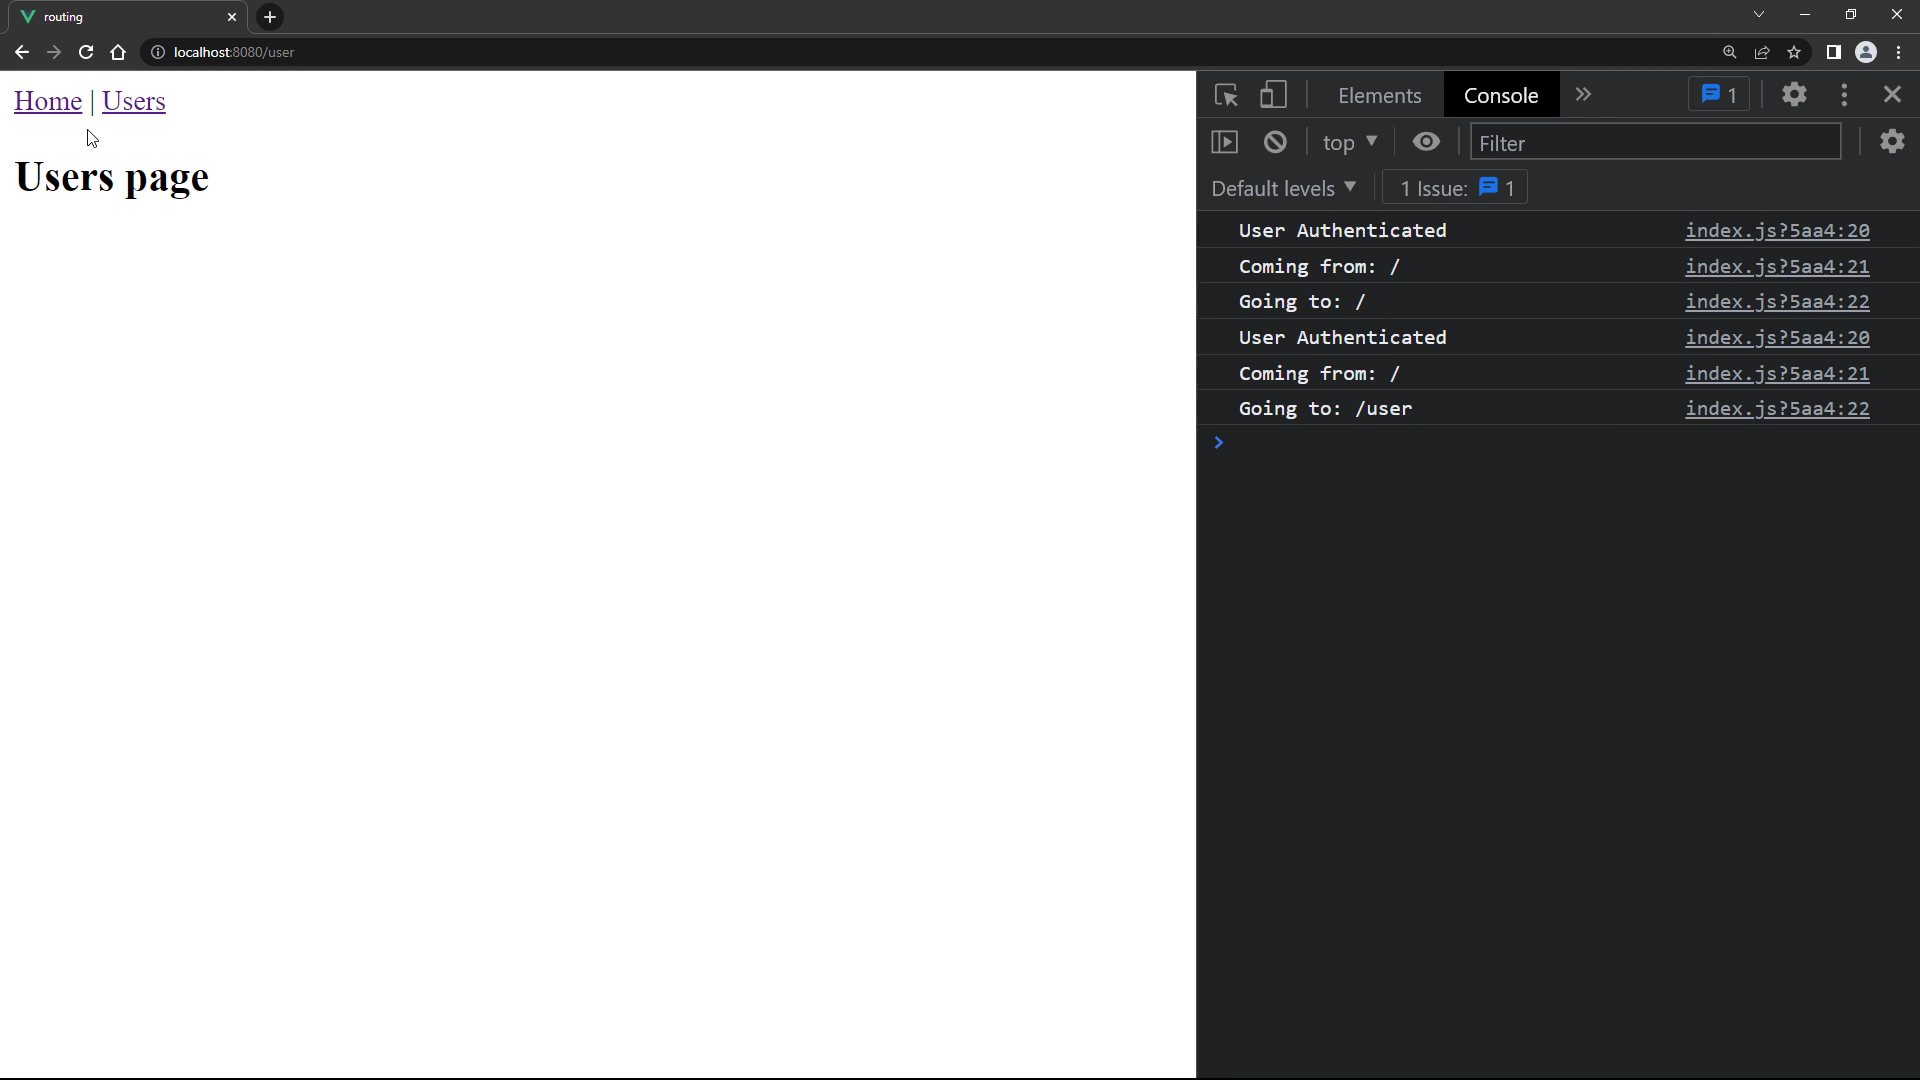 routing
localhost:8080/user
Home | Users
Users page
Elements Console 1
top Filter
Default levels 1 Issue: 1
User Authenticated index.js?5aa4:20
Coming from: / index.js?5aa4:21
Going to: / index.js?5aa4:22
User Authenticated index.js?5aa4:20
Coming from: / index.js?5aa4:21
Going to: /user index.js?5aa4:22